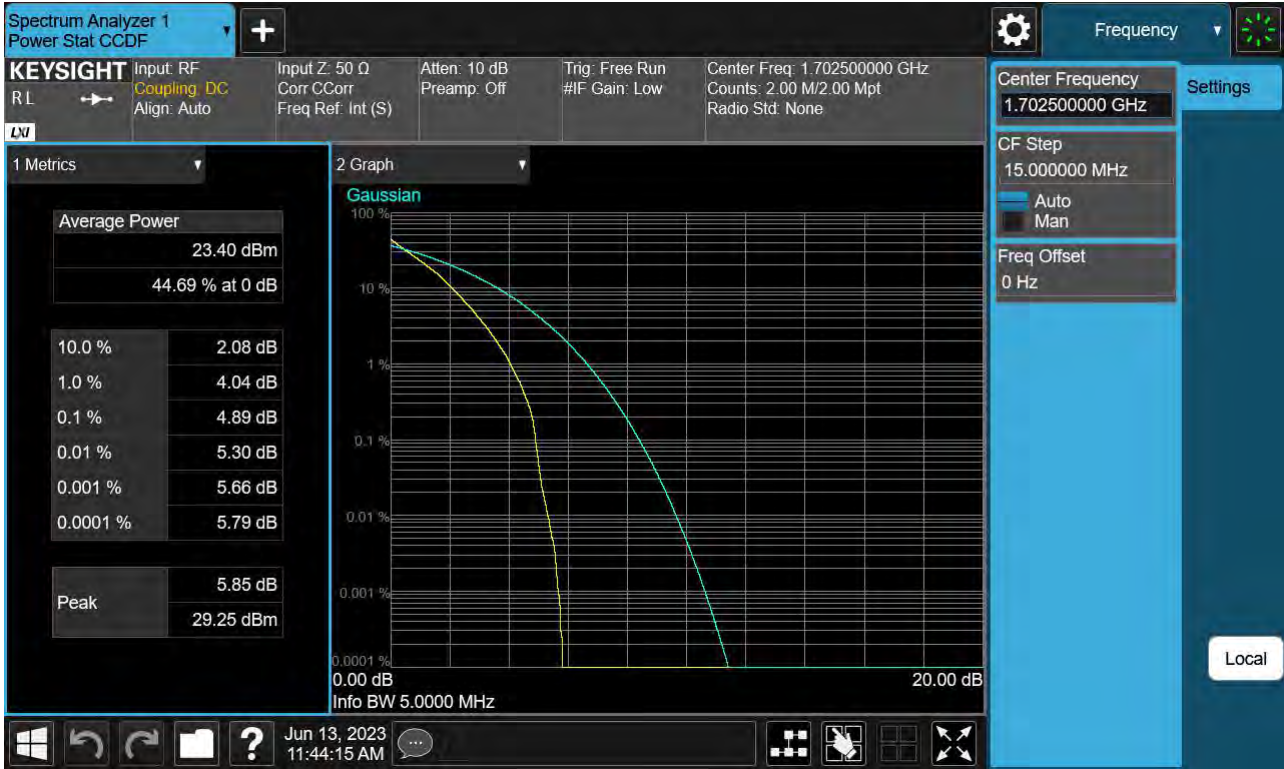 Spectrum Analyzer 1
Power Stat CCDF
Frequency
KEYSIGHT
RL
LXI
Input: RF
Coupling: DC
Align: Auto
Input Z: 50 Ω
Corr CCorr
Freq Ref: Int (S)
Atten: 10 dB
Preamp: Off
Trig: Free Run
#IF Gain: Low
Center Freq: 1.702500000 GHz
Counts: 2.00 M/2.00 Mpt
Radio Std: None
Center Frequency
1.702500000 GHz
Settings
CF Step
15.000000 MHz
Auto
Man
Freq Offset
0 Hz
Local
1 Metrics
Average Power
23.40 dBm
44.69 % at 0 dB
10.0 % 2.08 dB
1.0 % 4.04 dB
0.1 % 4.89 dB
0.01 % 5.30 dB
0.001 % 5.66 dB
0.0001 % 5.79 dB
Peak 5.85 dB
29.25 dBm
2 Graph
Gaussian
100 %
10 %
1 %
0.1 %
0.01 %
0.001 %
0.0001 %
0.00 dB 20.00 dB
Info BW 5.0000 MHz
?
Jun 13, 2023
11:44:15 AM